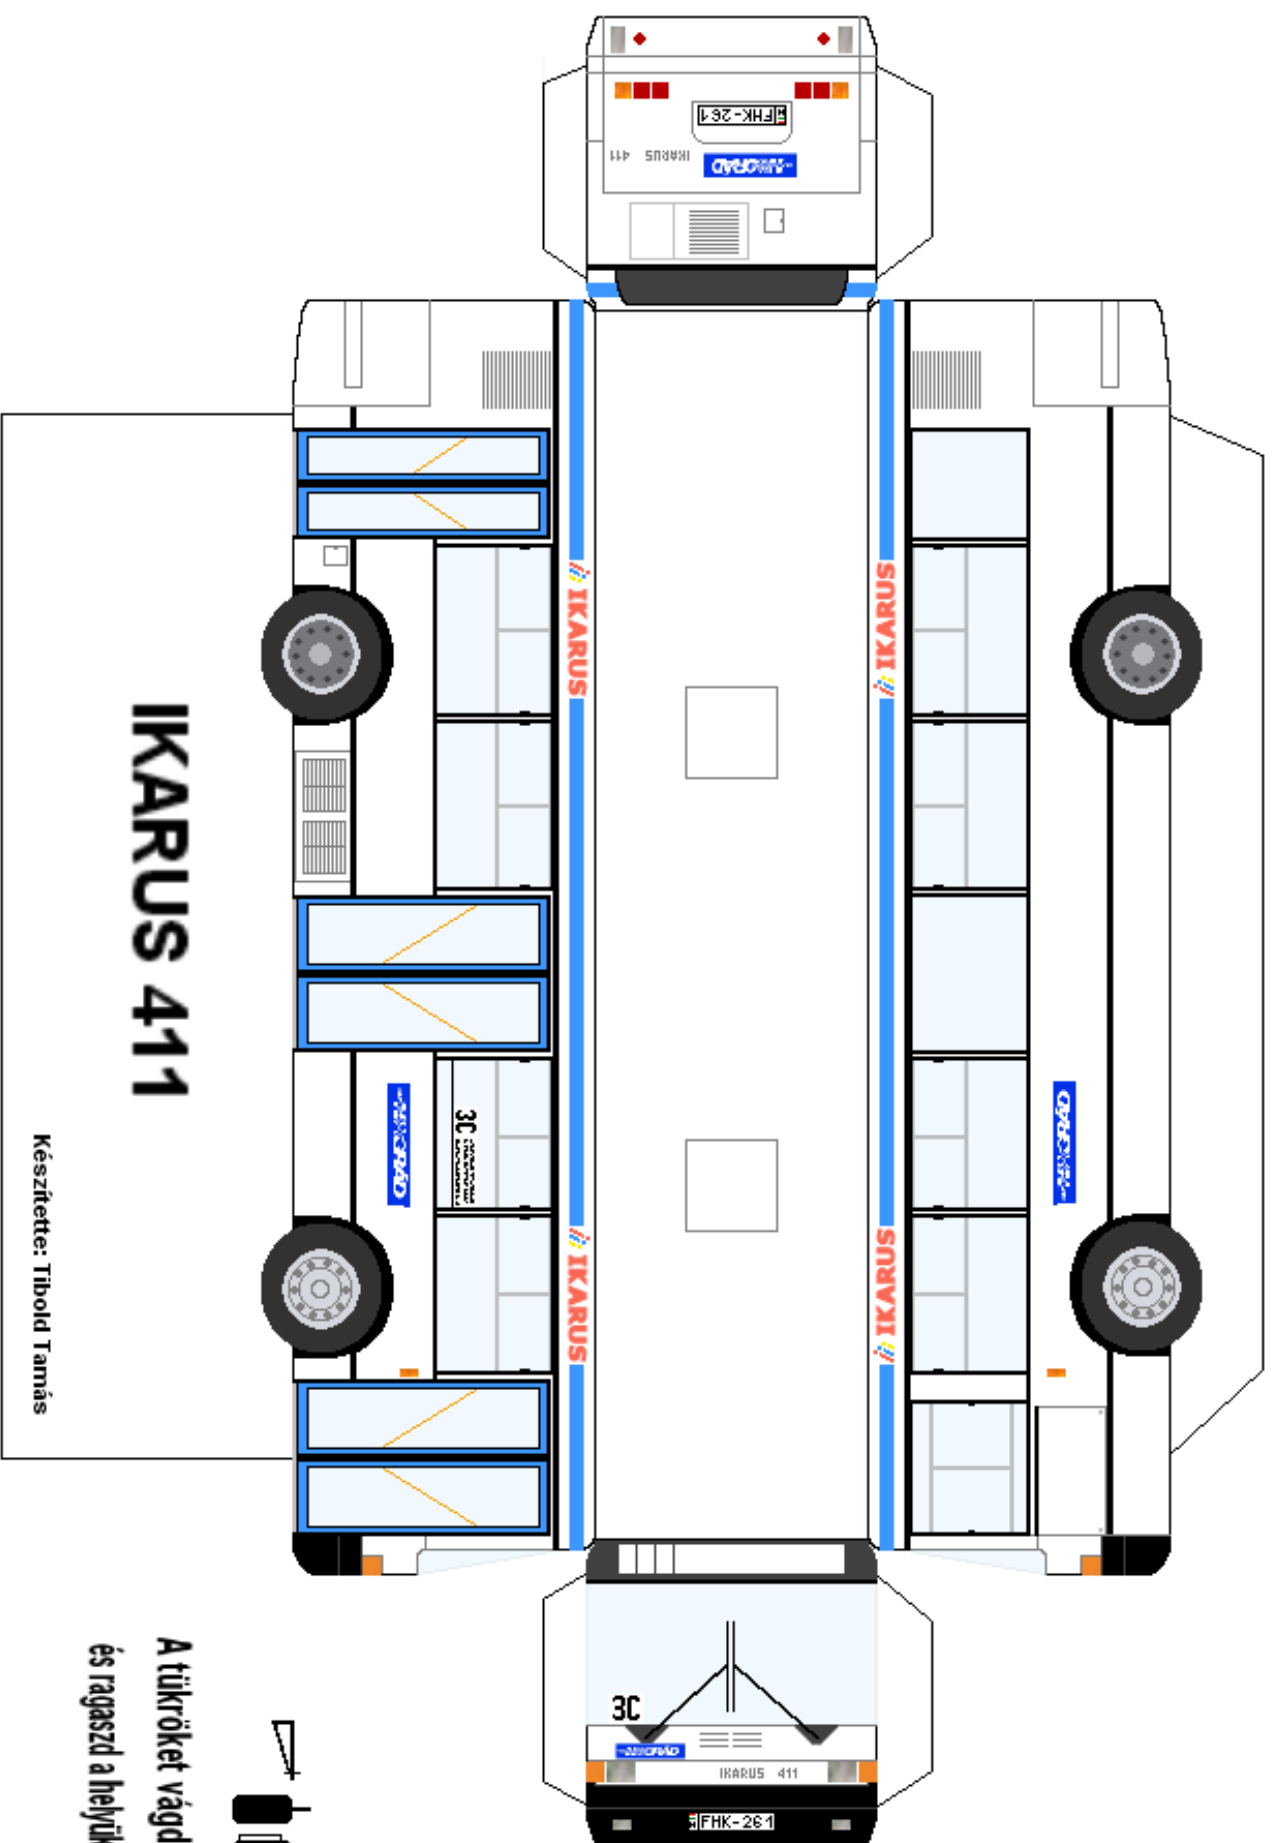 FHK-261
IKARUS 411
IKARUS
IKARUS
IKARUS
IKARUS
IKARUS 411
Készítette: Tibold Tamás
3C
3C
IKARUS 411
FHK-261
A tükröket vágd
és ragaszd a helyük